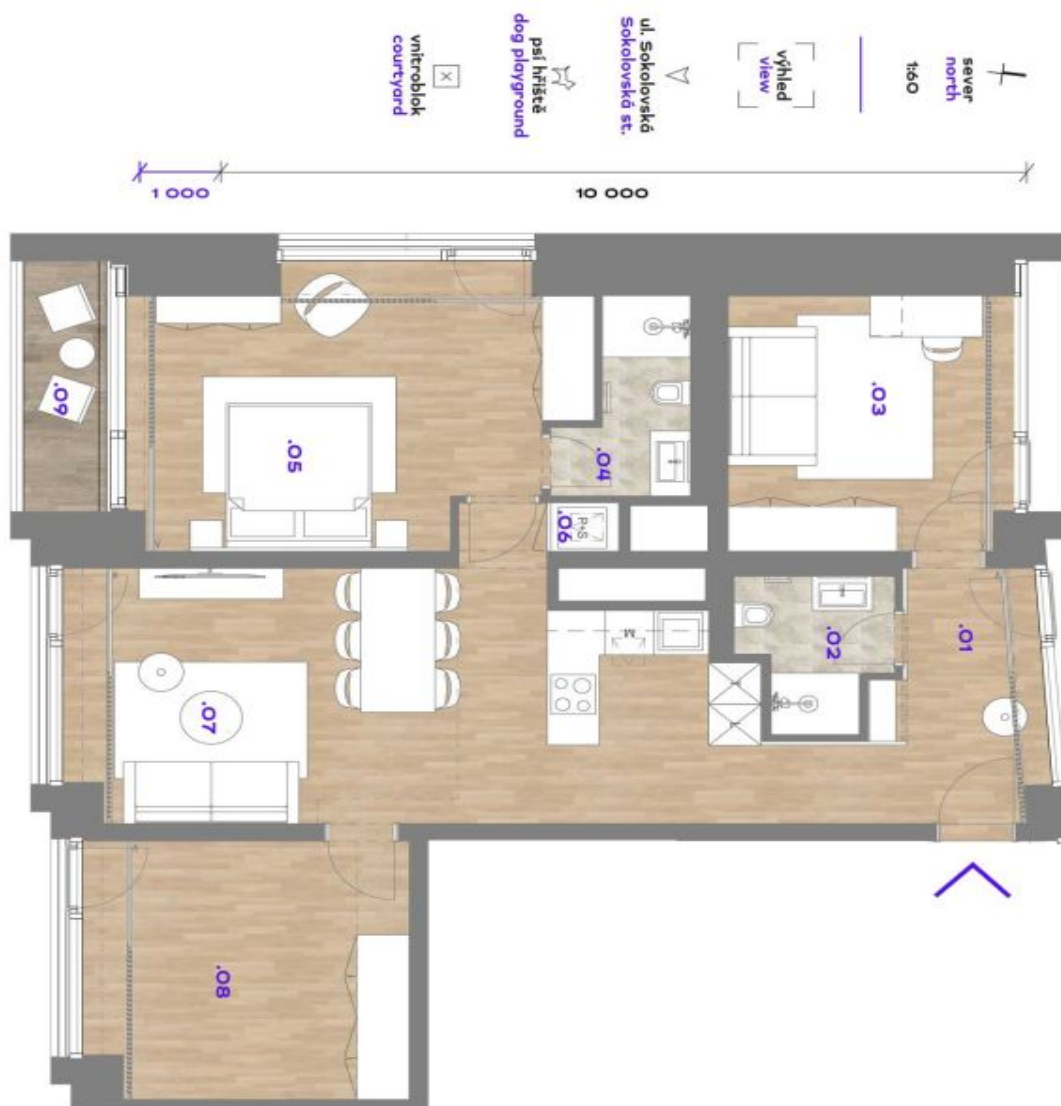 sever
north
1:60
výhled
view
ul. Sokolovská
Sokolovská st.
psí hřiště
dog playground
vnitroblok
courtyard
1 000
10 000
.09
.05
.04
.06
P+S
.03
.07
M
.02
.01
.08